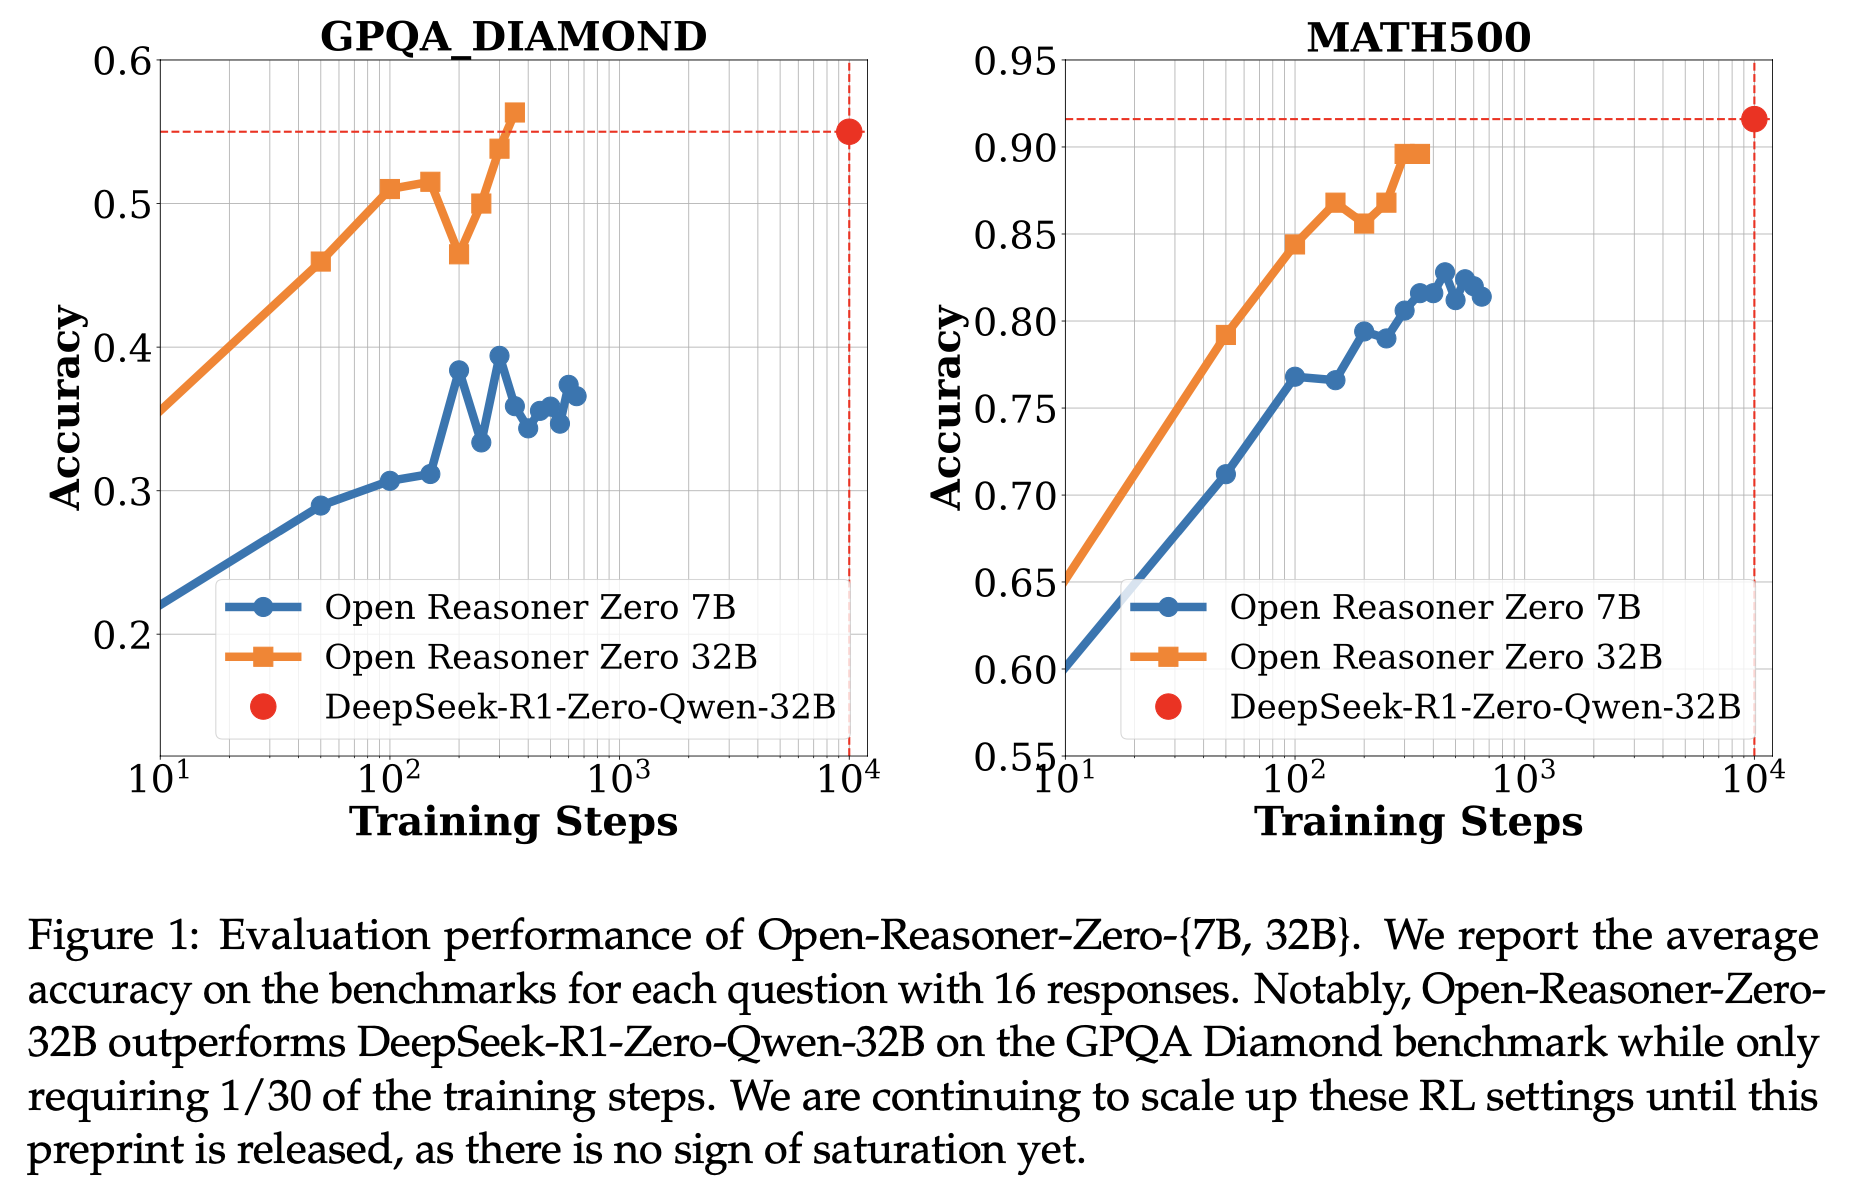 GPQA_DIAMOND
0.6
0.5
0.4
0.3
0.2
Accuracy
Open Reasoner Zero 7B
Open Reasoner Zero 32B
DeepSeek-R1-Zero-Qwen-32B
10¹ 10² 10³ 10⁴
Training Steps
MATH500
0.95
0.90
0.85
0.80
0.75
0.70
0.65
0.60
0.55
Accuracy
Open Reasoner Zero 7B
Open Reasoner Zero 32B
DeepSeek-R1-Zero-Qwen-32B
10¹ 10² 10³ 10⁴
Training Steps
Figure 1: Evaluation performance of Open-Reasoner-Zero-{7B, 32B}. We report the average
accuracy on the benchmarks for each question with 16 responses. Notably, Open-Reasoner-Zero-
32B outperforms DeepSeek-R1-Zero-Qwen-32B on the GPQA Diamond benchmark while only
requiring 1/30 of the training steps. We are continuing to scale up these RL settings until this
preprint is released, as there is no sign of saturation yet.